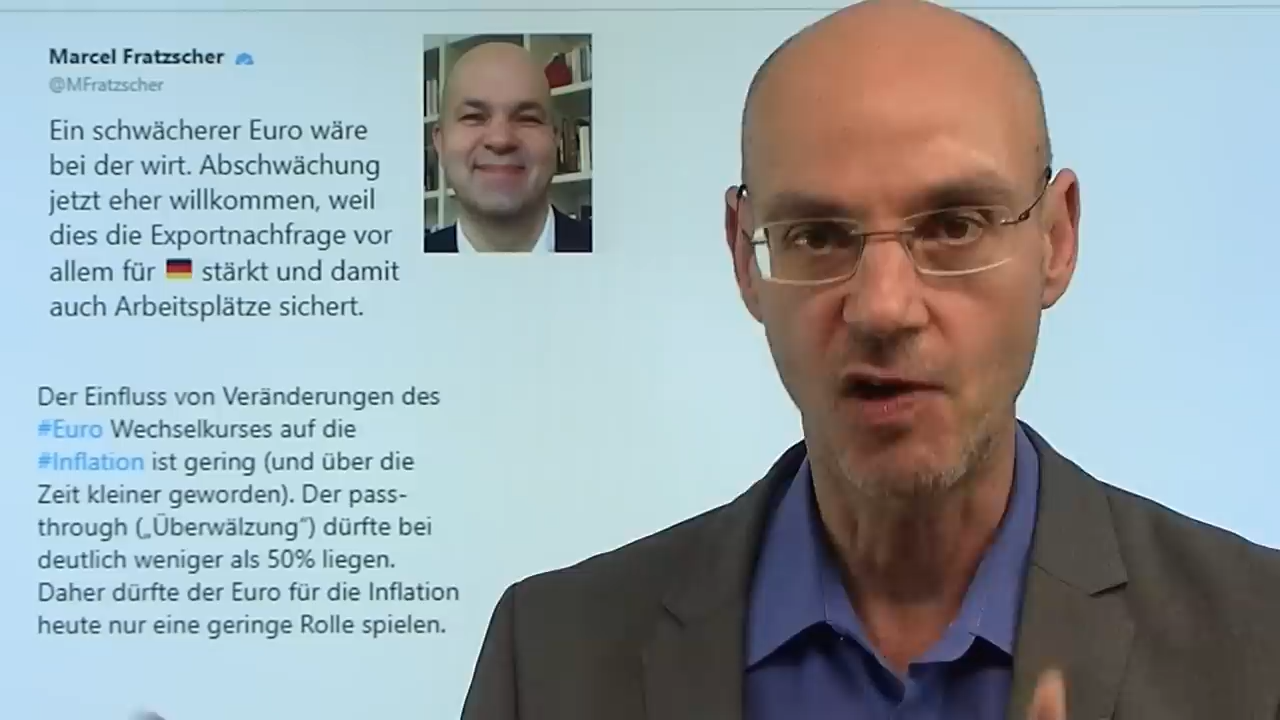 Marcel Fratzscher
@MFratzscher
Ein schwächerer Euro wäre
bei der wirt. Abschwächung
jetzt eher willkommen, weil
dies die Exportnachfrage vor
allem für 🇩🇪 stärkt und damit
auch Arbeitsplätze sichert.
Der Einfluss von Veränderungen des
#Euro Wechselkurses auf die
#Inflation ist gering (und über die
Zeit kleiner geworden). Der pass-
through („Überwälzung“) dürfte bei
deutlich weniger als 50% liegen.
Daher dürfte der Euro für die Inflation
heute nur eine geringe Rolle spielen.